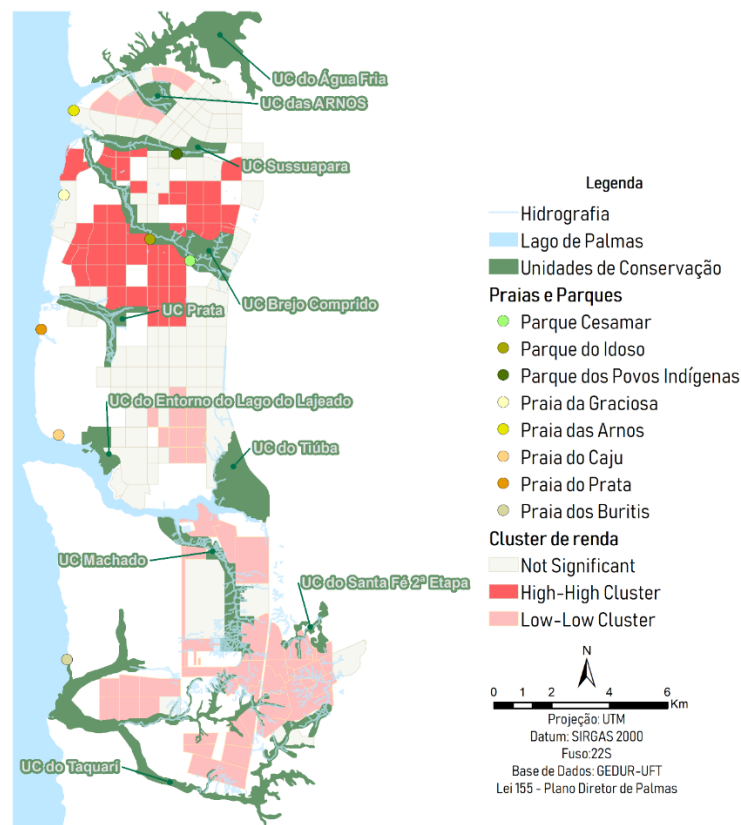 UC do Água Fria
UC das ARNOS
UC Sussuapara
UC Brejo Comprido
UC Prata
UC do Entorno do Lago do Lajeado
UC do Tiúba
UC Machado
UC do Santa Fé 2ª Etapa
UC do Taquari
Legenda
Hidrografia
Lago de Palmas
Unidades de Conservação
Praias e Parques
Parque Cesamar
Parque do Idoso
Parque dos Povos Indígenas
Praia da Graciosa
Praia das Arnos
Praia do Caju
Praia do Prata
Praia dos Buritis
Cluster de renda
Not Significant
High-High Cluster
Low-Low Cluster
N
0 2 4 6
Km
Projeção: UTM
Datum: SIRGAS 2000
Fuso:22S
Base de Dados: GEDUR-UFT
Lei 155 - Plano Diretor de Palmas